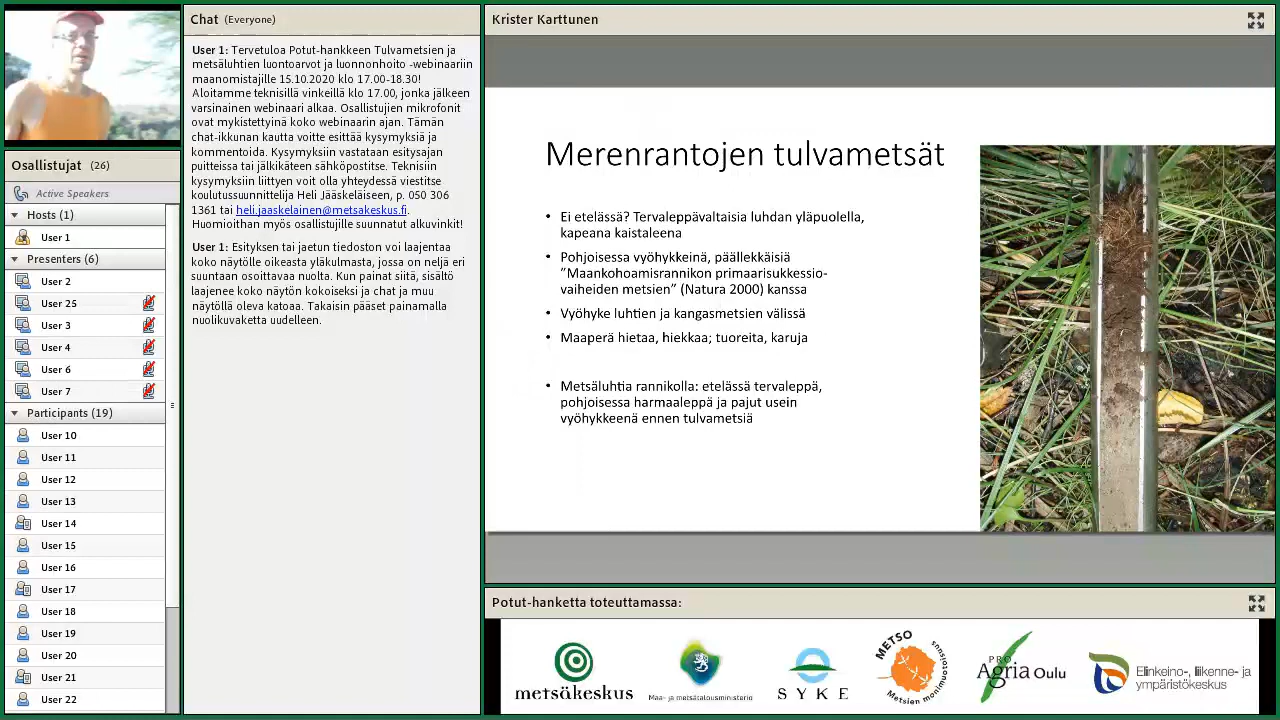 Osallistujat (26)
Active Speakers
Hosts (1)
User 1
Presenters (6)
User 2
User 25
User 3
User 4
User 6
User 7
Participants (19)
User 10
User 11
User 12
User 13
User 14
User 15
User 16
User 17
User 18
User 19
User 20
User 21
User 22
Chat (Everyone)
User 1: Tervetuloa Potut-hankkeen Tulvametsien ja
metsäluhtien luontoarvot ja luonnonhoito -webinaariin
maanomistajille 15.10.2020 klo 17.00-18.30!
Aloitamme teknisillä vinkeillä klo 17.00, jonka jälkeen
varsinainen webinaari alkaa. Osallistujien mikrofonit
ovat mykistettyinä koko webinaarin ajan. Tämän
chat-ikkunan kautta voitte esittää kysymyksiä ja
kommentoida. Kysymyksiin vastataan esitysajan
puitteissa tai jälkikäteen sähköpostitse. Teknisiin
kysymyksiin liittyen voit olla yhteydessä viestitse
koulutussuunnittelija Heli Jääskeläiseen, p. 050 306
1361 tai heli.jaaskelainen@metsakeskus.fi.
Huomioithan myös osallistujille suunnatut alkuvinkit!
User 1: Esityksen tai jaetun tiedoston voi laajentaa
koko näytölle oikeasta yläkulmasta, jossa on neljä eri
suuntaan osoittavaa nuolta. Kun painat siitä, sisältö
laajenee koko näytön kokoiseksi ja chat ja muu
näytöllä oleva katoaa. Takaisin pääset painamalla
nuolikuvaketta uudelleen.
Krister Karttunen
Merenrantojen tulvametsät
• Ei etelässä? Tervaleppävaltaisia luhdan yläpuolella,
kapeana kaistaleena
• Pohjoisessa vyöhykkeinä, päällekkäisiä
”Maankohoamisrannikon primaarisukkessio-
vaiheiden metsien” (Natura 2000) kanssa
• Vyöhyke luhtien ja kangasmetsien välissä
• Maaperä hietaa, hiekkaa; tuoreita, karuja
• Metsäluhtia rannikolla: etelässä tervaleppä,
pohjoisessa harmaaleppä ja pajut usein
vyöhykkeenä ennen tulvametsiä
Potut-hanketta toteuttamassa:
metsäkeskus
Maa- ja metsätalousministeriö
SYKE
METSO
Metsien monimuotoisuus
PRO
Agria Oulu
Elinkeino-, liikenne- ja
ympäristökeskus